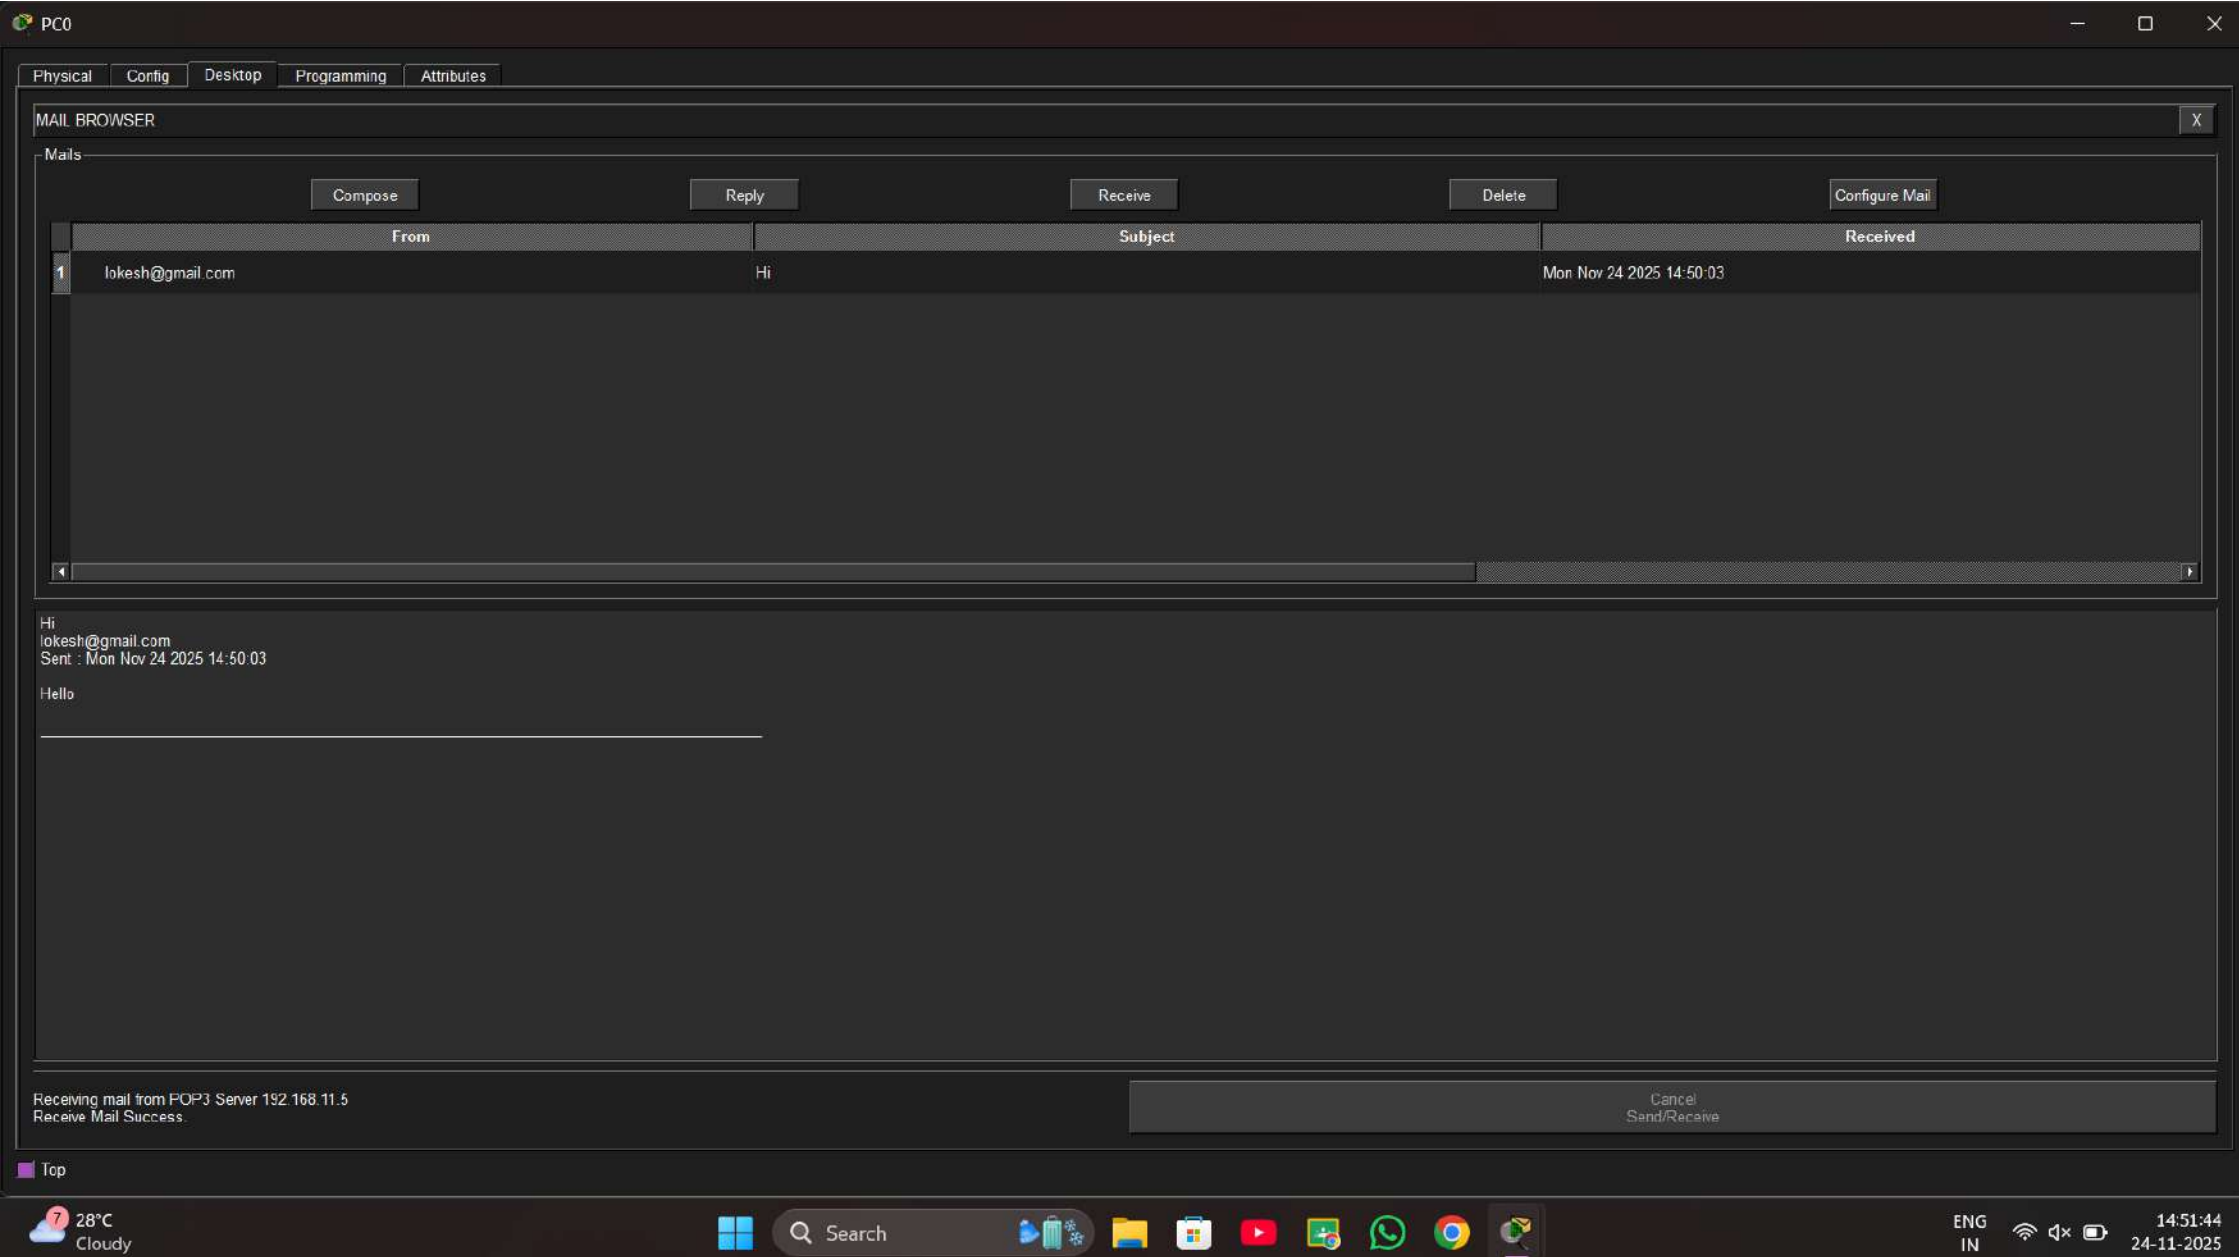 PC0
Physical Config Desktop Programming Attributes
MAIL BROWSER X
Mails
Compose Reply Receive Delete Configure Mail
From Subject Received
1 lokesh@gmail.com Hi Mon Nov 24 2025 14:50:03
Hi
lokesh@gmail.com
Sent : Mon Nov 24 2025 14:50:03
Hello
Receiving mail from POP3 Server 192.168.11.5
Receive Mail Success.
Cancel
Send/Receive
Top
7
28°C
Cloudy
Search
ENG
IN
14:51:44
24-11-2025